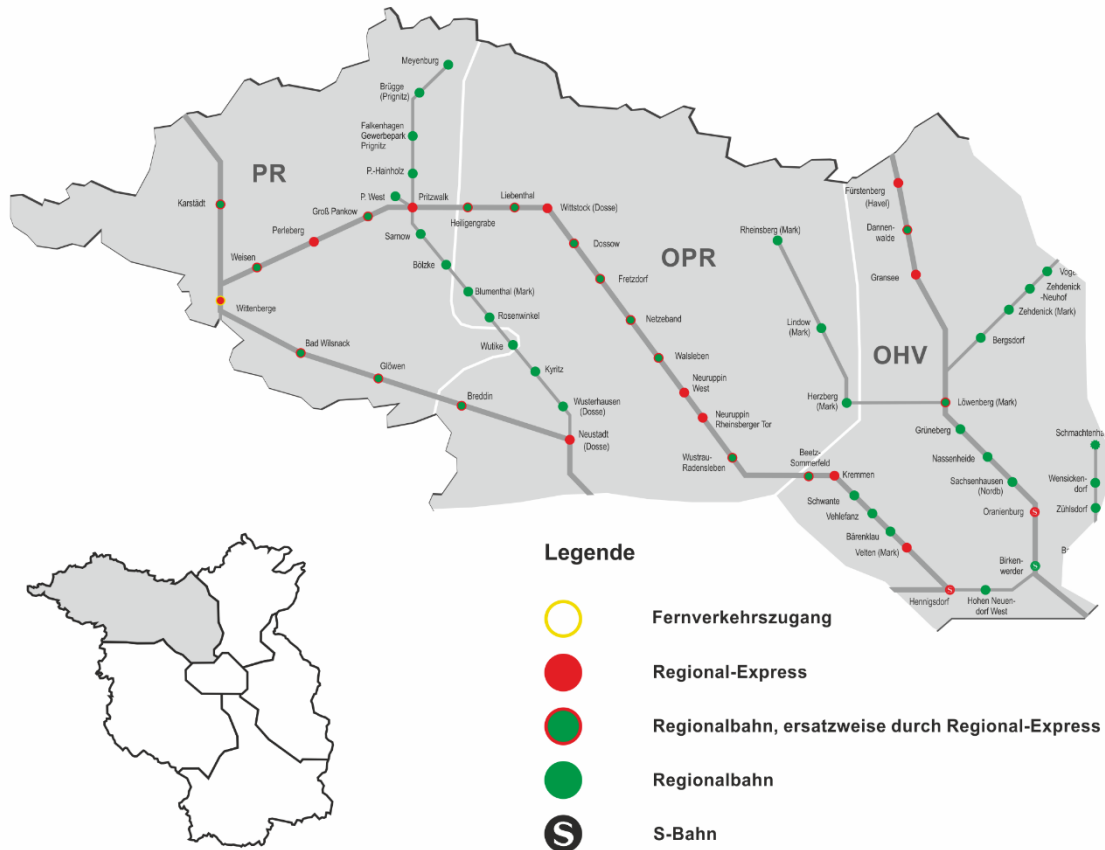 Meyenburg
Brügge
(Prignitz)
Falkenhagen
Gewerbepark
Prignitz
PR
P.-Hainholz
P. West
Pritzwalk
Liebenthal
Wittstock (Dosse)
Karstädt
Groß Pankow
Heiligengrabe
Perleberg
Sarnow
Dossow
Weisen
Bölzke
Fretzdorf
OPR
Rheinsberg (Mark)
Fürstenberg
(Havel)
Dannen-
walde
Gransee
Voge
Zehdenick
-Neuhof
Zehdenick (Mark)
Wittenberge
Blumenthal (Mark)
Rosenwinkel
Netzeband
Lindow
(Mark)
Bergsdorf
OHV
Bad Wilsnack
Wutike
Walsleben
Glöwen
Kyritz
Neuruppin
West
Herzberg
(Mark)
Löwenberg (Mark)
Breddin
Wusterhausen
(Dosse)
Neuruppin
Rheinsberger Tor
Grüneberg
Neustadt
(Dosse)
Schmachtenha
Wustrau-
Radensleben
Beetz-
Sommerfeld
Kremmen
Nassenheide
Sachsenhausen
(Nordb)
Wensicken-
dorf
Schwante
Vehlefanz
Oranienburg
S
Zühlsdorf
Bärenklau
Velten (Mark)
Birken-
werder
S
B
Hennigsdorf
S
Hohen Neuen-
dorf West
Legende
Fernverkehrszugang
Regional-Express
Regionalbahn, ersatzweise durch Regional-Express
Regionalbahn
S
S-Bahn